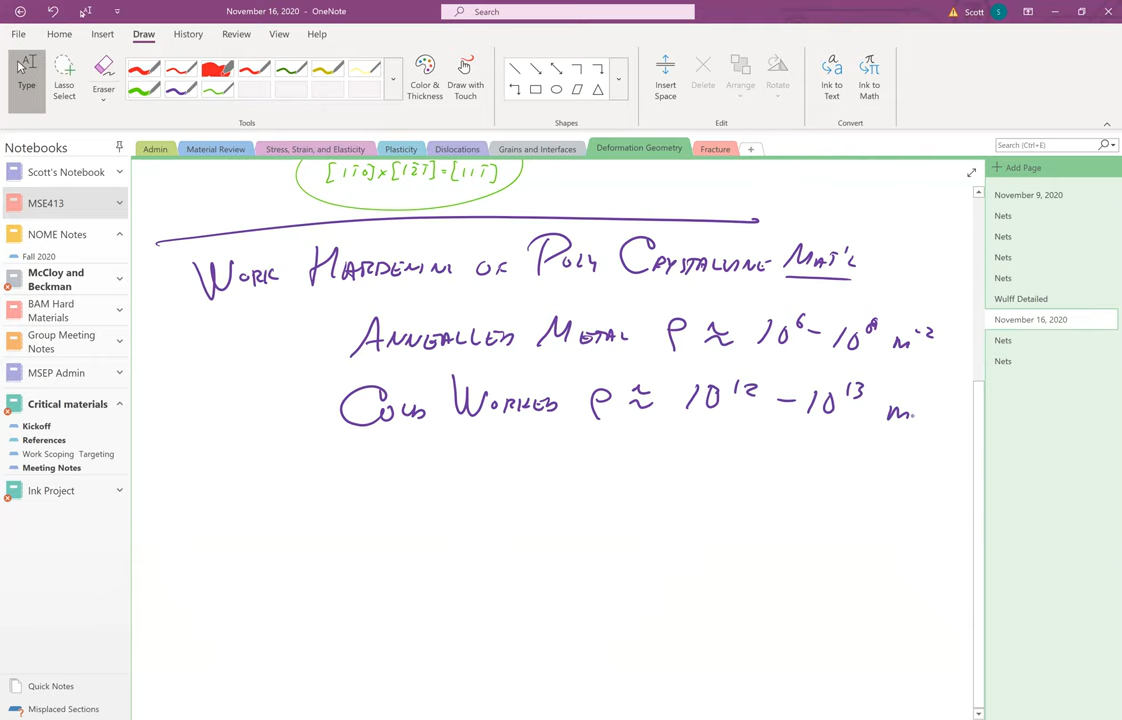 November 16, 2020 - OneNote
Search
Scott
S
File
Home
Insert
Draw
History
Review
View
Help
Type
Lasso Select
Eraser
Color & Thickness
Draw with Touch
Insert Space
Delete
Arrange
Rotate
Ink to Text
Ink to Math
Tools
Shapes
Edit
Convert
Notebooks
Admin
Material Review
Stress, Strain, and Elasticity
Plasticity
Dislocations
Grains and Interfaces
Deformation Geometry
Fracture
+
Search (Ctrl+E)
Scott's Notebook
MSE413
NOME Notes
Fall 2020
McCloy and Beckman
BAM Hard Materials
Group Meeting Notes
MSEP Admin
Critical materials
Kickoff
References
Work Scoping Targeting
Meeting Notes
Ink Project
Quick Notes
Misplaced Sections
[11̄0]×[12̄1̄]=[111̄]
WORK HARDENING OF POLY CRYSTALLINE MAT'L
ANNEALLED METAL ρ ≈ 10⁶ - 10⁸ m⁻²
COLD WORKED ρ ≈ 10¹² - 10¹³ m
Add Page
November 9, 2020
Nets
Nets
Nets
Nets
Wulff Detailed
November 16, 2020
Nets
Nets